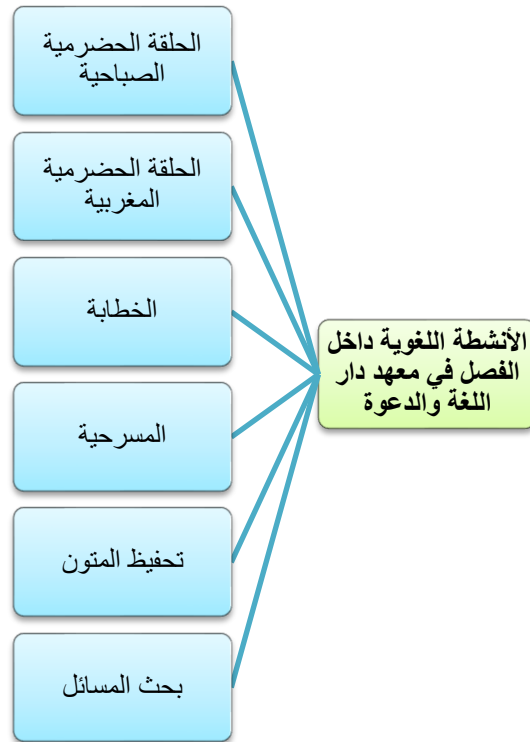 الأنشطة اللغوية داخل
الفصل في معهد دار
اللغة والدعوة
الحلقة الحضرمية
الصباحية
الحلقة الحضرمية
المغربية
الخطابة
المسرحية
تحفيظ المتون
بحث المسائل